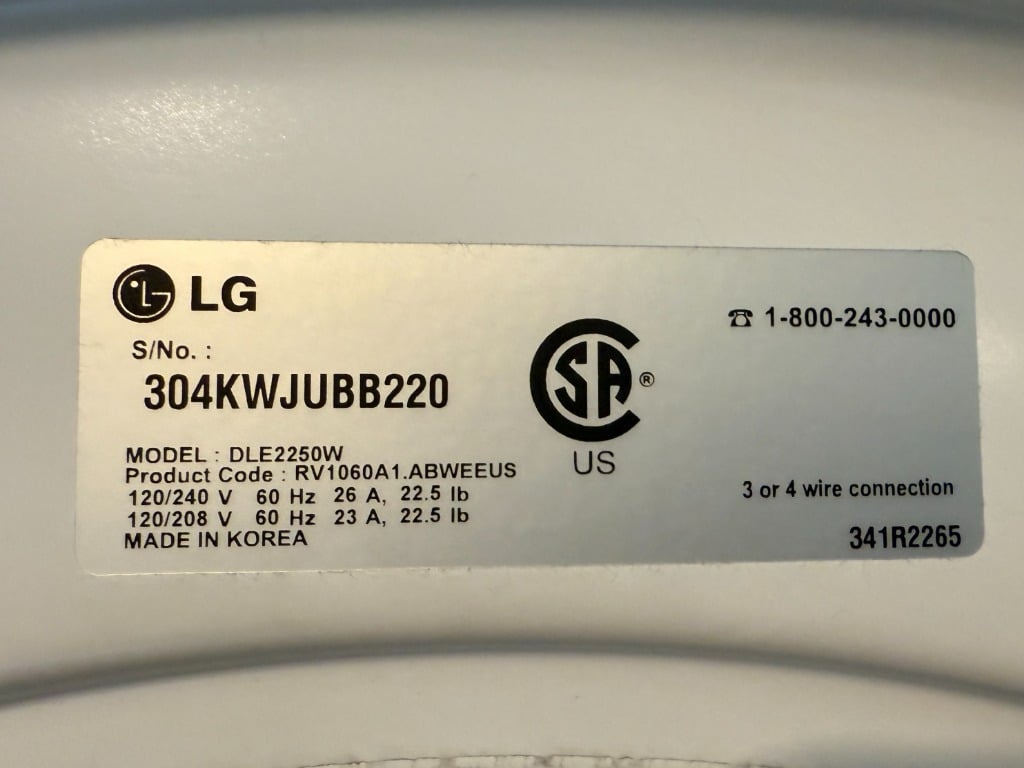 LG
S/No. :
304KWJUBB220
MODEL : DLE2250W
Product Code : RV1060A1.ABWEEUS
120/240 V 60 Hz 26 A, 22.5 lb
120/208 V 60 Hz 23 A, 22.5 lb
MADE IN KOREA
SA®
US
☎ 1-800-243-0000
3 or 4 wire connection
341R2265